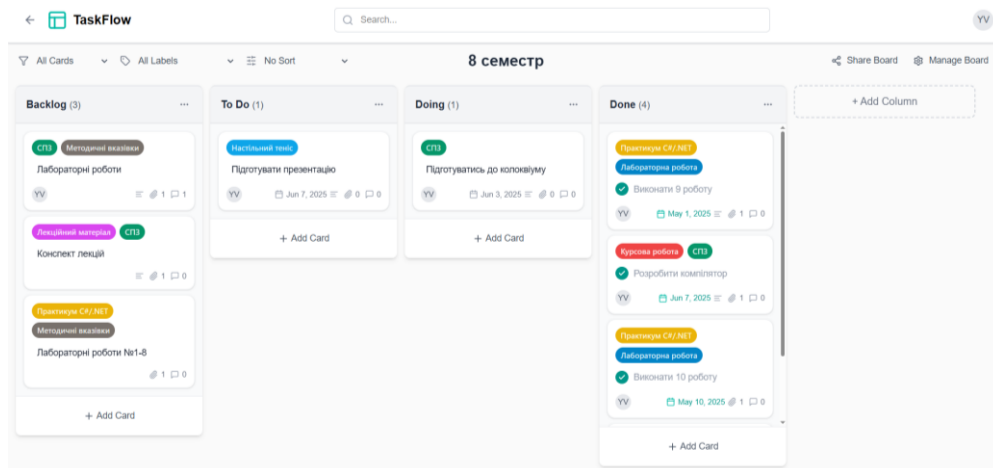 TaskFlow
Search...
YV
All Cards
All Labels
No Sort
8 семестр
Share Board
Manage Board
Backlog (3)
...
СПЗ
Методичні вказівки
Лабораторні роботи
YV
1
1
Лекційний матеріал
СПЗ
Конспект лекцій
1
0
Практикум C#/.NET
Методичні вказівки
Лабораторні роботи №1-8
1
0
+ Add Card
To Do (1)
...
Настільний теніс
Підготувати презентацію
YV
Jun 7, 2025
0
0
+ Add Card
Doing (1)
...
СПЗ
Підготуватись до колоквіуму
YV
Jun 3, 2025
0
0
+ Add Card
Done (4)
...
Практикум C#/.NET
Лабораторна робота
Виконати 9 роботу
YV
May 1, 2025
1
0
Курсова робота
СПЗ
Розробити компілятор
YV
Jun 7, 2025
1
0
Практикум C#/.NET
Лабораторна робота
Виконати 10 роботу
YV
May 10, 2025
1
0
+ Add Card
+ Add Column